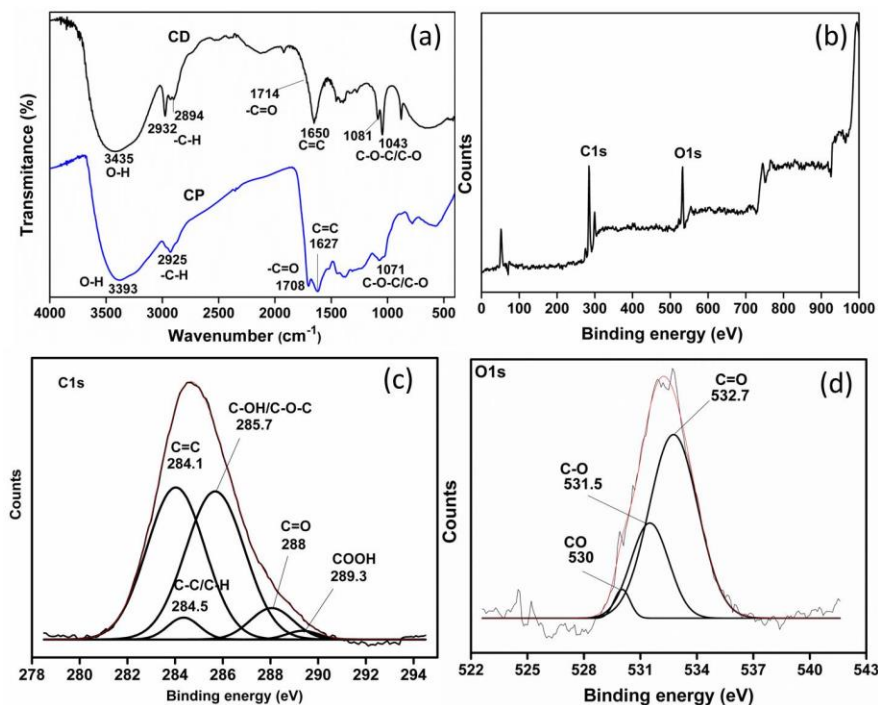 (a)
CD
3435
O-H
2932
2894
-C-H
1714
-C=O
1650
C=C
1081
1043
C-O-C/C-O
CP
O-H
3393
2925
-C-H
-C=O
1708
C=C
1627
1071
C-O-C/C-O
Transmitance (%)
4000 3500 3000 2500 2000 1500 1000 500
Wavenumber (cm⁻¹)
(b)
C1s
O1s
Counts
0 100 200 300 400 500 600 700 800 900 1000
Binding energy (eV)
C1s
(c)
C=C
284.1
C-OH/C-O-C
285.7
C-C/C-H
284.5
C=O
288
COOH
289.3
Counts
278 280 282 284 286 288 290 292 294
Binding energy (eV)
O1s
(d)
C=O
532.7
C-O
531.5
CO
530
Counts
522 525 528 531 534 537 540 543
Binding energy (eV)